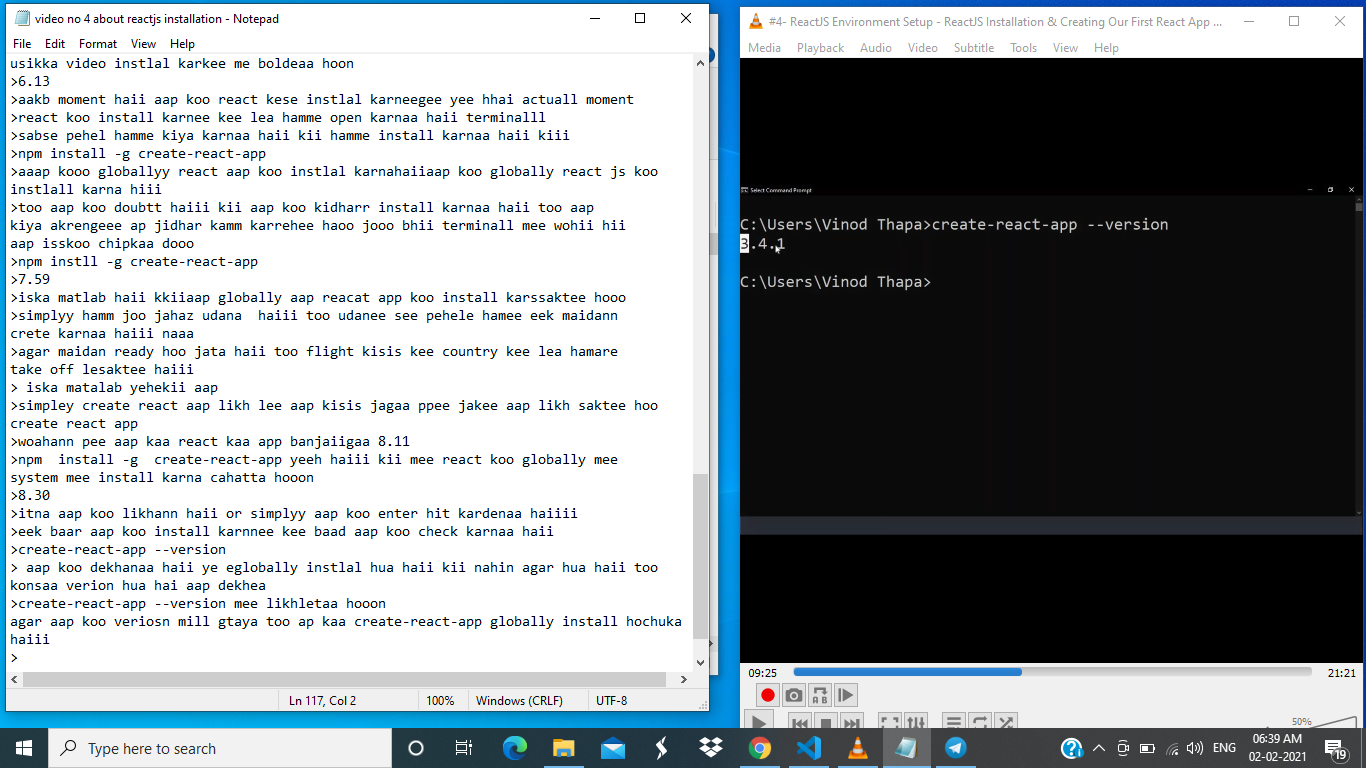 video no 4 about reactjs installation - Notepad
File Edit Format View Help
usikka video instlal karkee me boldeaa hoon
>6.13
>aakb moment haii aap koo react kese instlal karneegee yee hhai actuall moment
>react koo install karnee kee lea hamme open karnaa haii terminalll
>sabse pehel hamme kiya karnaa haii kii hamme install karnaa haii kiii
>npm install -g create-react-app
>aaap kooo globallyy react aap koo instlal karnahaiiaap koo globally react js koo
instlall karna hiii
>too aap koo doubtt haiii kii aap koo kidharr install karnaa haii too aap
kiya akrengeee ap jidhar kamm karrehee haoo jooo bhii terminall mee wohii hii
aap isskoo chipkaa dooo
>npm instll -g create-react-app
>7.59
>iska matlab haii kkiiaap globally aap reacat app koo install karssaktee hooo
>simplyy hamm joo jahaz udana  haiii too udanee see pehele hamee eek maidann
crete karnaa haiii naaa
>agar maidan ready hoo jata haii too flight kisis kee country kee lea hamare
take off lesaktee haiii
> iska matalab yehekii aap
>simpley create react aap likh lee aap kisis jagaa ppee jakee aap likh saktee hoo
create react app
>woahann pee aap kaa react kaa app banjaiigaa 8.11
>npm  install -g  create-react-app yeeh haiii kii mee react koo globally mee
system mee install karna cahatta hooon
>8.30
>itna aap koo likhann haii or simplyy aap koo enter hit kardenaa haiiii
>eek baar aap koo install karnnee kee baad aap koo check karnaa haii
>create-react-app --version
> aap koo dekhanaa haii ye eglobally instlal hua haii kii nahin agar hua haii too
konsaa verion hua hai aap dekhea
>create-react-app --version mee likhletaa hooon
agar aap koo veriosn mill gtaya too ap kaa create-react-app globally install hochuka
haiii
>
Ln 117, Col 2 100% Windows (CRLF) UTF-8
#4- ReactJS Environment Setup - ReactJS Installation & Creating Our First React App ...
Media Playback Audio Video Subtitle Tools View Help
Select Command Prompt
C:\Users\Vinod Thapa>create-react-app --version
3.4.1
C:\Users\Vinod Thapa>
09:25 21:21
50%
Type here to search
ENG
06:39 AM
02-02-2021
19